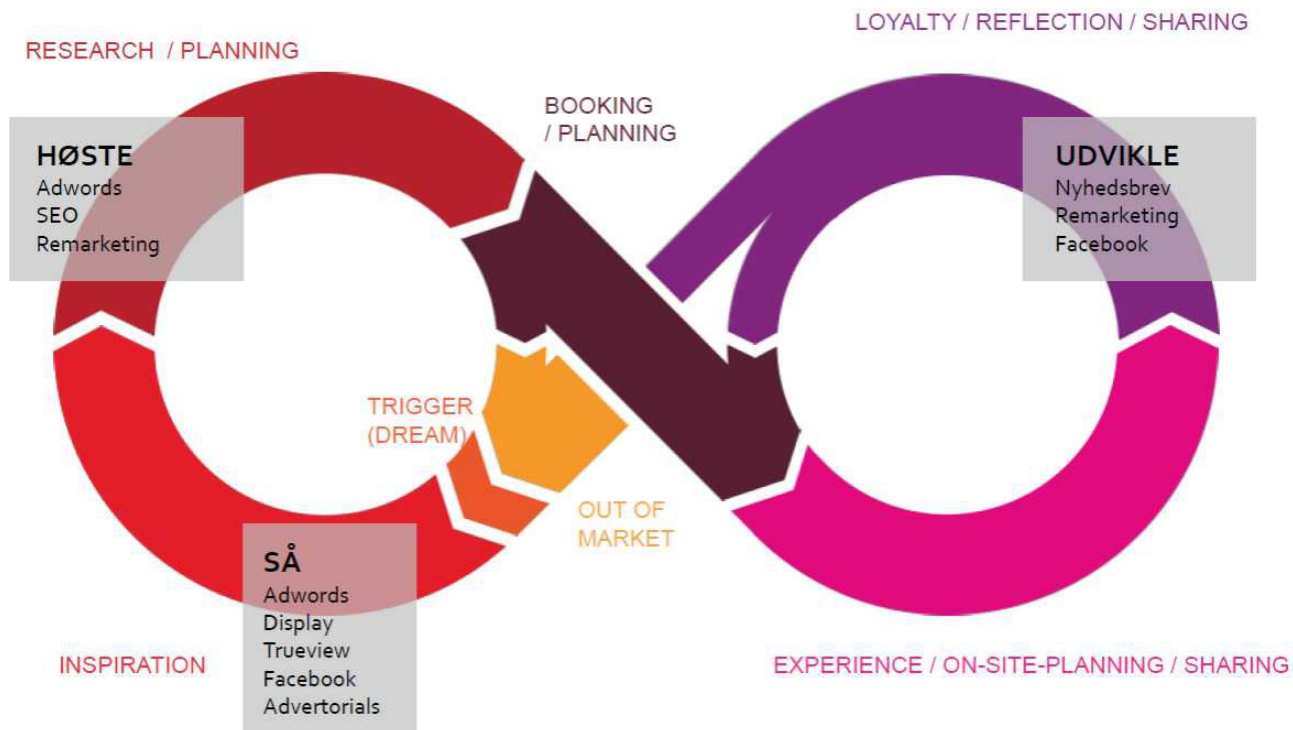 LOYALTY / REFLECTION / SHARING
RESEARCH / PLANNING
BOOKING
/ PLANNING
HØSTE
Adwords
SEO
Remarketing
UDVIKLE
Nyhedsbrev
Remarketing
Facebook
TRIGGER
(DREAM)
OUT OF
MARKET
SÅ
Adwords
Display
Trueview
Facebook
Advertorials
INSPIRATION
EXPERIENCE / ON-SITE-PLANNING / SHARING